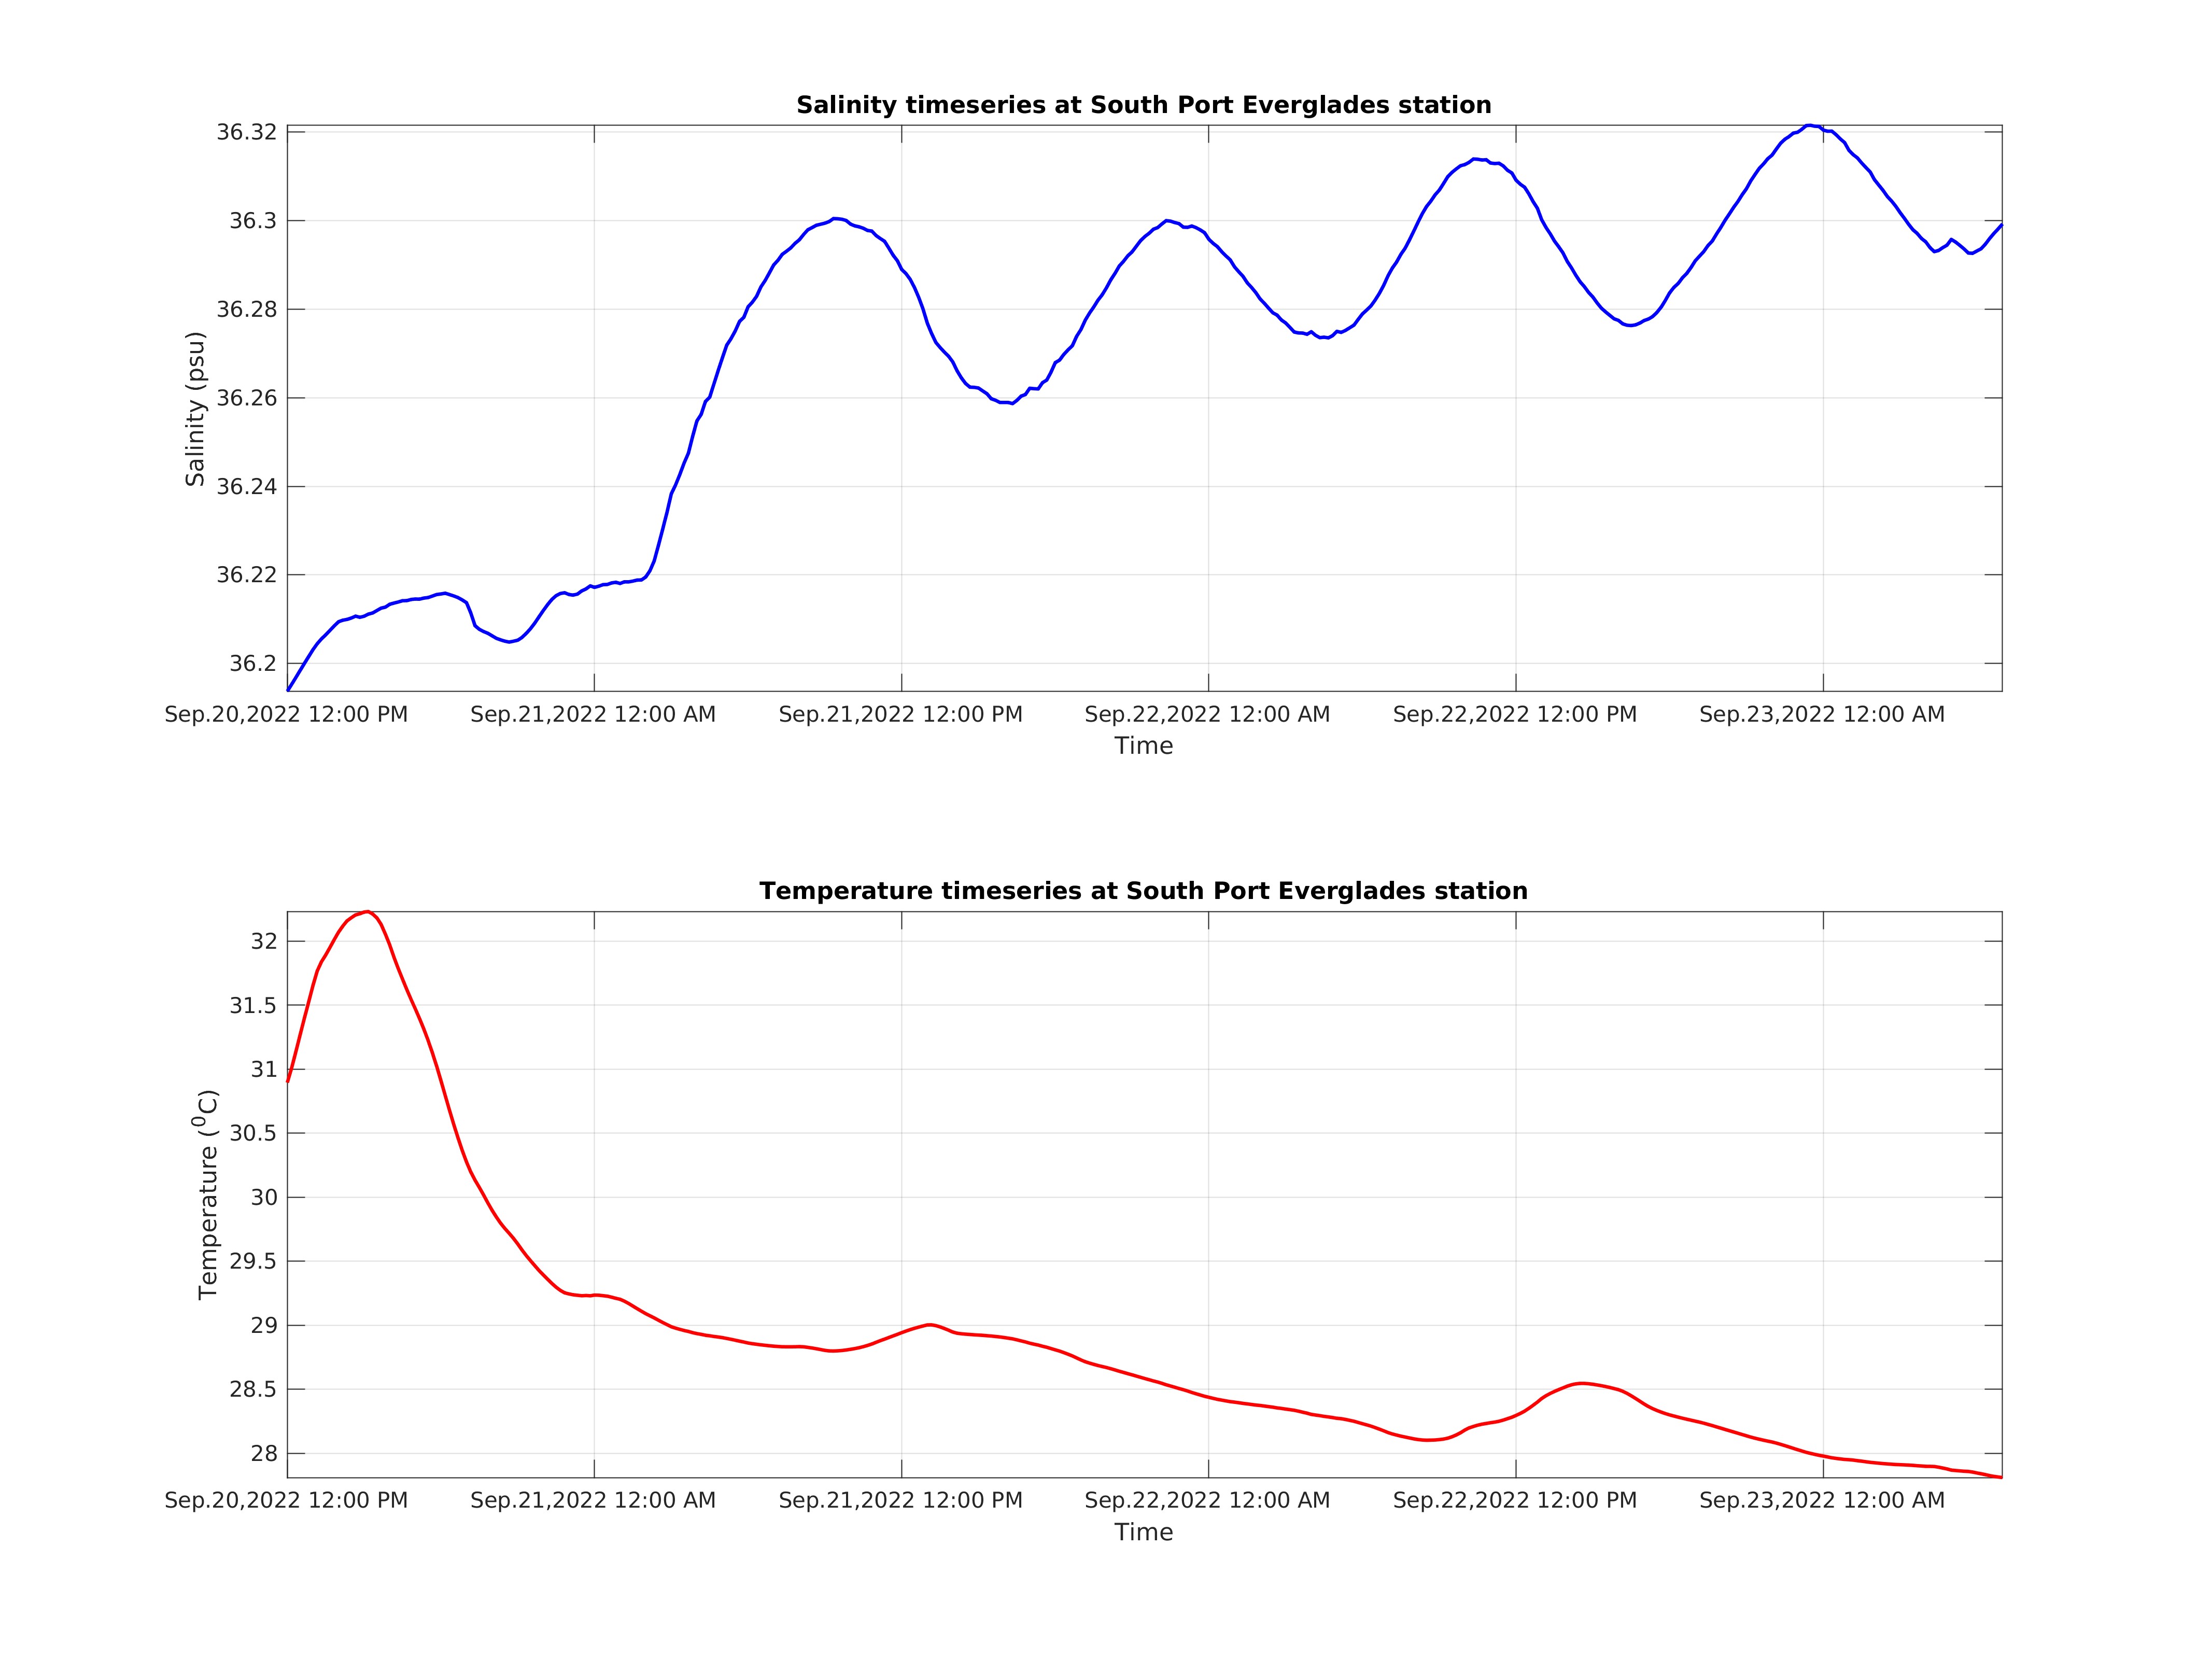 Salinity timeseries at South Port Everglades station
36.32
36.3
36.28
36.26
36.24
36.22
36.2
Salinity (psu)
Sep.20,2022 12:00 PM Sep.21,2022 12:00 AM Sep.21,2022 12:00 PM Sep.22,2022 12:00 AM Sep.22,2022 12:00 PM Sep.23,2022 12:00 AM
Time
Temperature timeseries at South Port Everglades station
32
31.5
31
30.5
30
29.5
29
28.5
28
Temperature (⁰C)
Sep.20,2022 12:00 PM Sep.21,2022 12:00 AM Sep.21,2022 12:00 PM Sep.22,2022 12:00 AM Sep.22,2022 12:00 PM Sep.23,2022 12:00 AM
Time